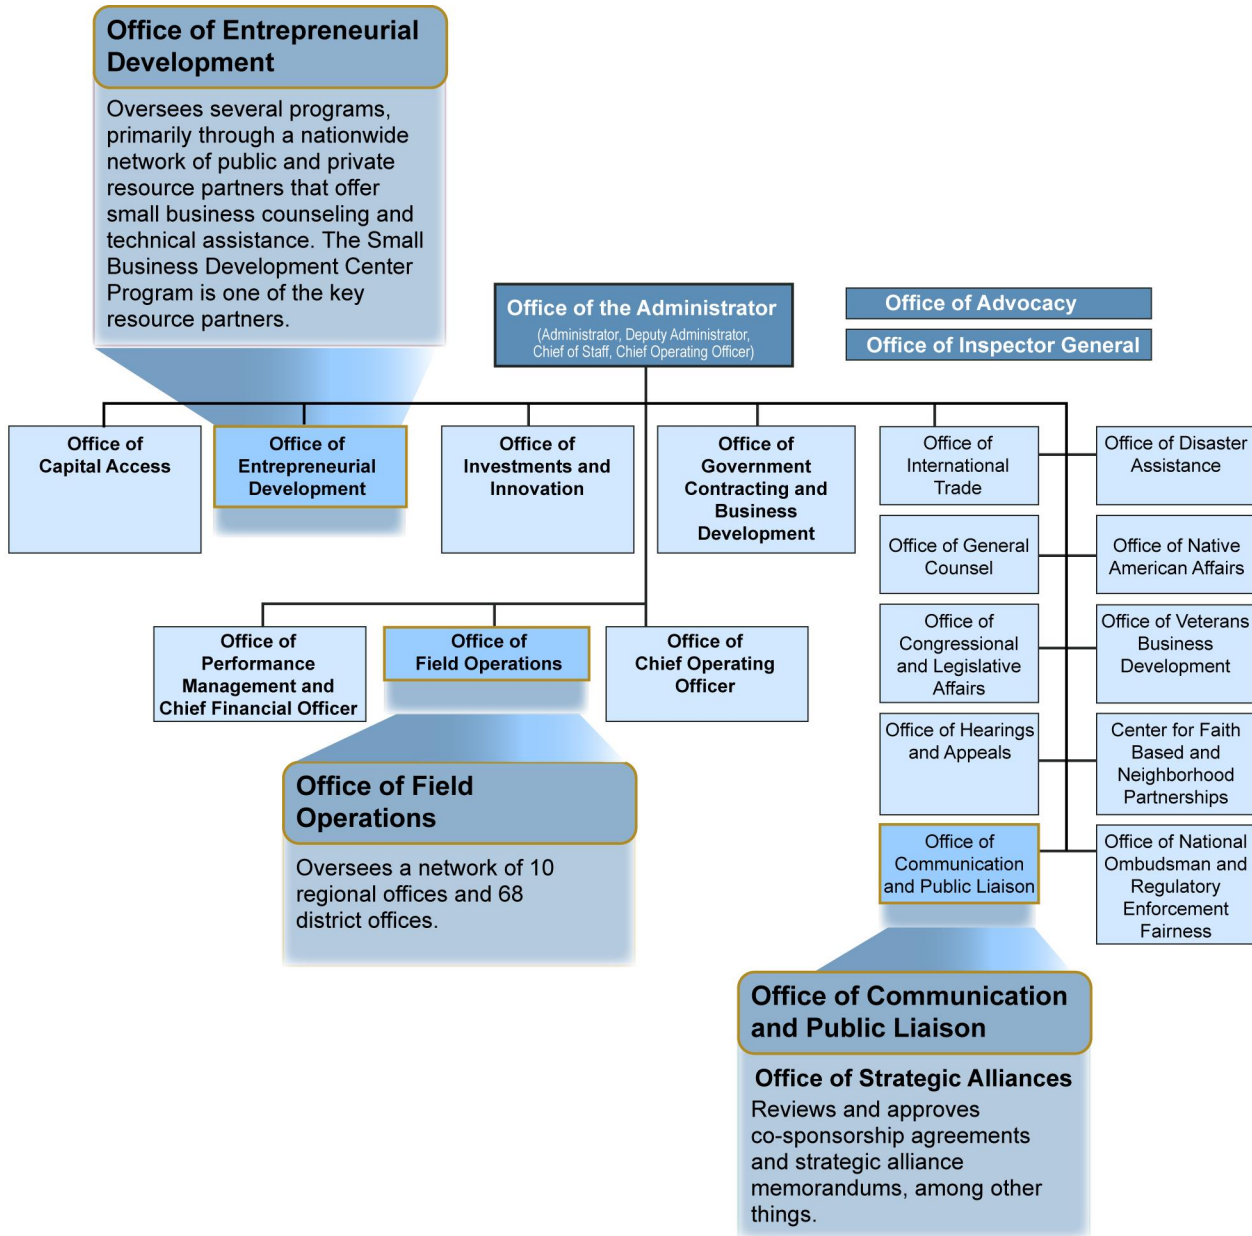 Office of Entrepreneurial
Development
Oversees several programs,
primarily through a nationwide
network of public and private
resource partners that offer
small business counseling and
technical assistance. The Small
Business Development Center
Program is one of the key
resource partners.
Office of the Administrator
(Administrator, Deputy Administrator,
Chief of Staff, Chief Operating Officer)
Office of Advocacy
Office of Inspector General
Office of
Capital Access
Office of
Entrepreneurial
Development
Office of
Investments and
Innovation
Office of
Government
Contracting and
Business
Development
Office of
International
Trade
Office of Disaster
Assistance
Office of General
Counsel
Office of Native
American Affairs
Office of
Performance
Management and
Chief Financial Officer
Office of
Field Operations
Office of
Chief Operating
Officer
Office of
Congressional
and Legislative
Affairs
Office of Veterans
Business
Development
Office of Hearings
and Appeals
Center for Faith
Based and
Neighborhood
Partnerships
Office of
Communication
and Public Liaison
Office of National
Ombudsman and
Regulatory
Enforcement
Fairness
Office of Field
Operations
Oversees a network of 10
regional offices and 68
district offices.
Office of Communication
and Public Liaison
Office of Strategic Alliances
Reviews and approves
co-sponsorship agreements
and strategic alliance
memorandums, among other
things.